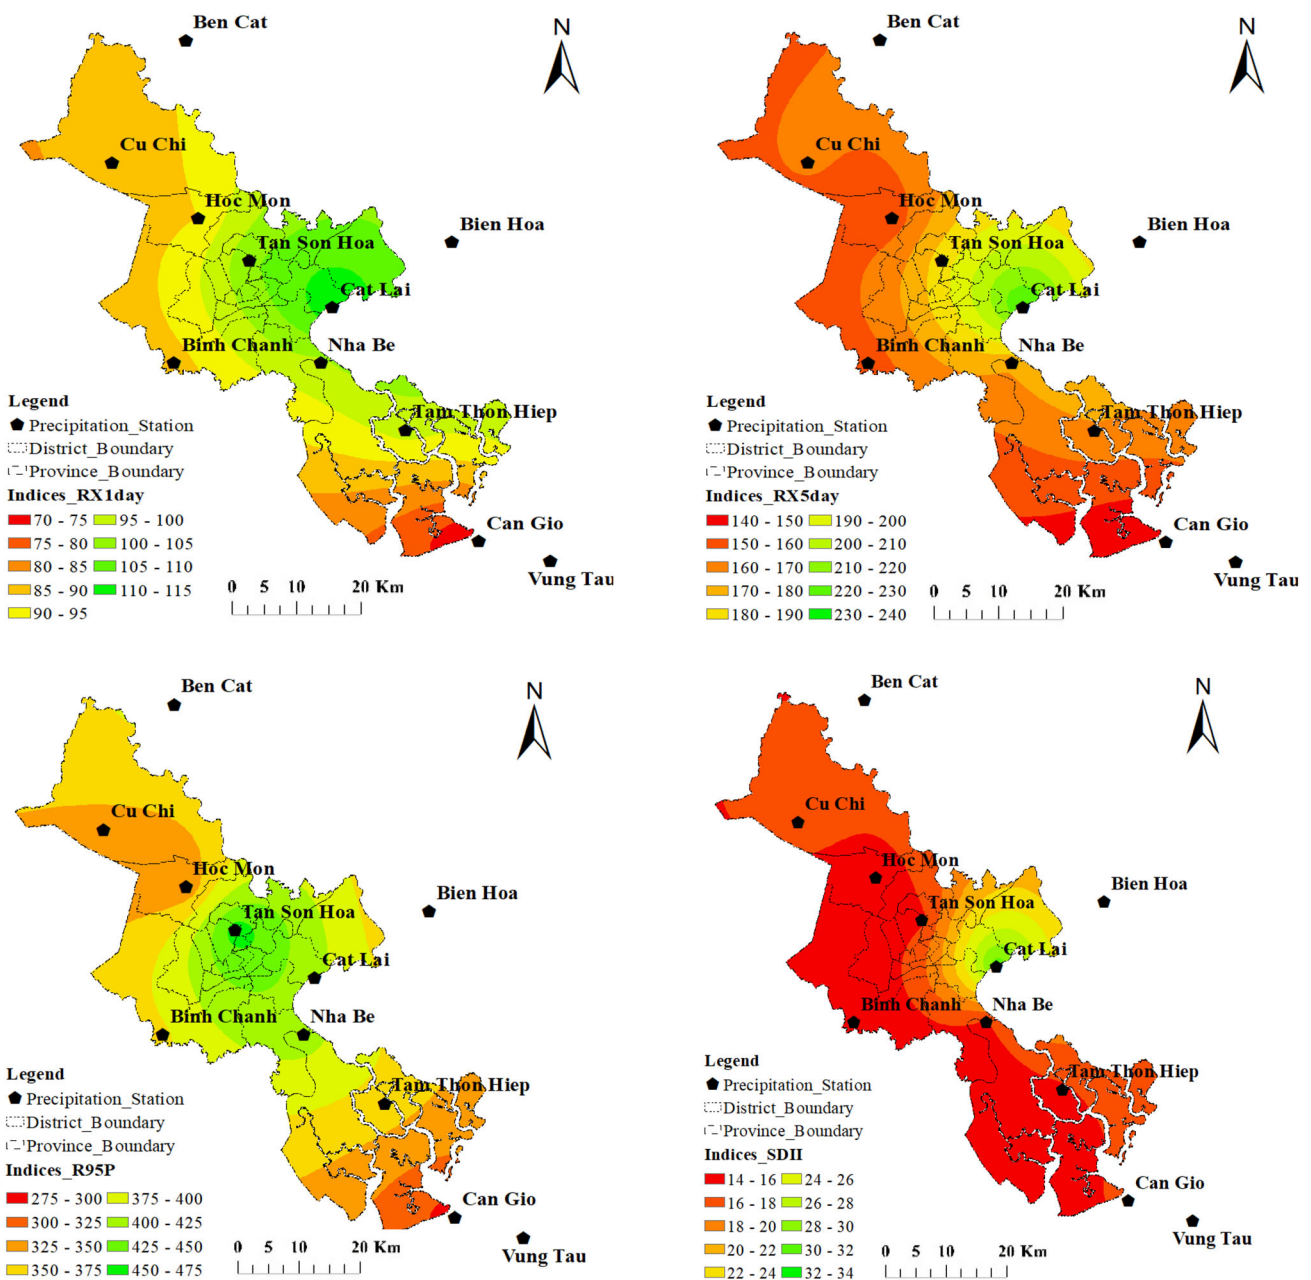 Ben Cat
N
Cu Chi
Hoc Mon
Bien Hoa
Tan Son Hoa
Cat Lai
Binh Chanh
Nha Be
Tam Thon Hiep
Can Gio
Vung Tau
Legend
Precipitation_Station
District_Boundary
Province_Boundary
Indices_RX1day
70 - 75 95 - 100
75 - 80 100 - 105
80 - 85 105 - 110
85 - 90 110 - 115
90 - 95
0 5 10 20 Km
Ben Cat
N
Cu Chi
Hoc Mon
Bien Hoa
Tan Son Hoa
Cat Lai
Binh Chanh
Nha Be
Tam Thon Hiep
Can Gio
Vung Tau
Legend
Precipitation_Station
District_Boundary
Province_Boundary
Indices_RX5day
140 - 150 190 - 200
150 - 160 200 - 210
160 - 170 210 - 220
170 - 180 220 - 230
180 - 190 230 - 240
0 5 10 20 Km
Ben Cat
N
Cu Chi
Hoc Mon
Bien Hoa
Tan Son Hoa
Cat Lai
Binh Chanh
Nha Be
Tam Thon Hiep
Can Gio
Vung Tau
Legend
Precipitation_Station
District_Boundary
Province_Boundary
Indices_R95P
275 - 300 375 - 400
300 - 325 400 - 425
325 - 350 425 - 450
350 - 375 450 - 475
0 5 10 20 Km
Ben Cat
N
Cu Chi
Hoc Mon
Bien Hoa
Tan Son Hoa
Cat Lai
Binh Chanh
Nha Be
Tam Thon Hiep
Can Gio
Vung Tau
Legend
Precipitation_Station
District_Boundary
Province_Boundary
Indices_SDII
14 - 16 24 - 26
16 - 18 26 - 28
18 - 20 28 - 30
20 - 22 30 - 32
22 - 24 32 - 34
0 5 10 20 Km